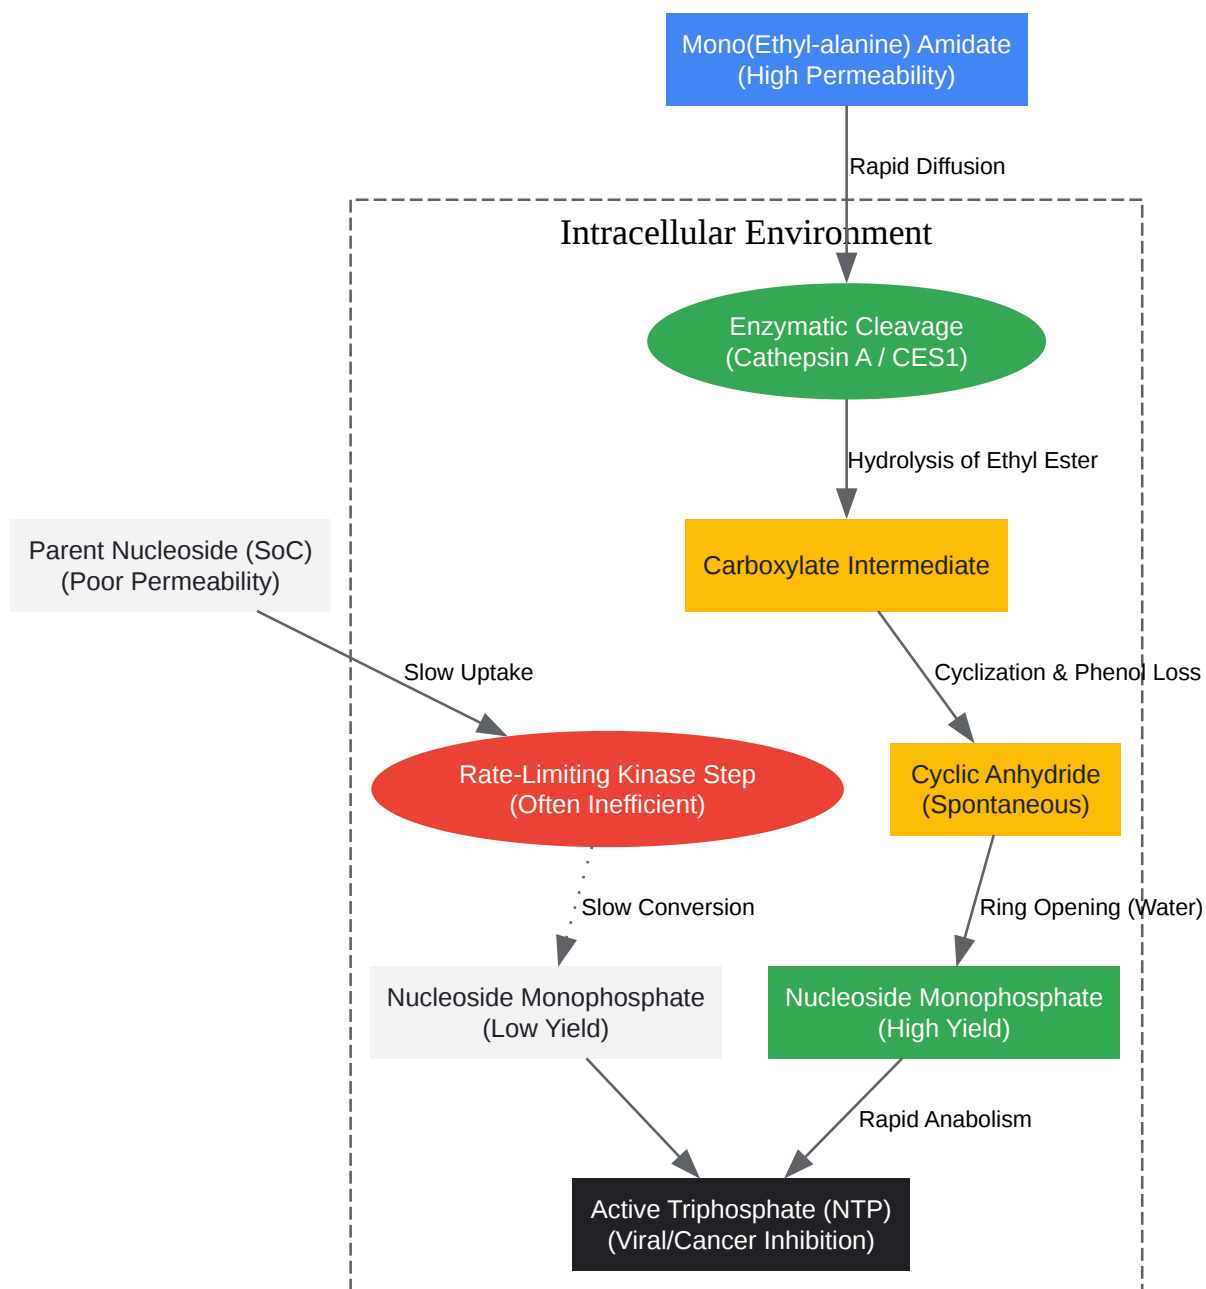 Mono(Ethyl-alanine) Amidate
(High Permeability)
Rapid Diffusion
Intracellular Environment
Enzymatic Cleavage
(Cathepsin A / CES1)
Hydrolysis of Ethyl Ester
Parent Nucleoside (SoC)
(Poor Permeability)
Carboxylate Intermediate
Slow Uptake
Cyclization & Phenol Loss
Rate-Limiting Kinase Step
(Often Inefficient)
Cyclic Anhydride
(Spontaneous)
Slow Conversion
Ring Opening (Water)
Nucleoside Monophosphate
(Low Yield)
Nucleoside Monophosphate
(High Yield)
Rapid Anabolism
Active Triphosphate (NTP)
(Viral/Cancer Inhibition)